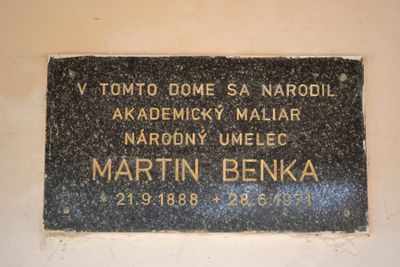 V TOMTO DOME SA NARODIL
AKADEMICKÝ MALIAR
NÁRODNÝ UMELEC
MARTIN BENKA
* 21.9.1888 + 28.6.1971